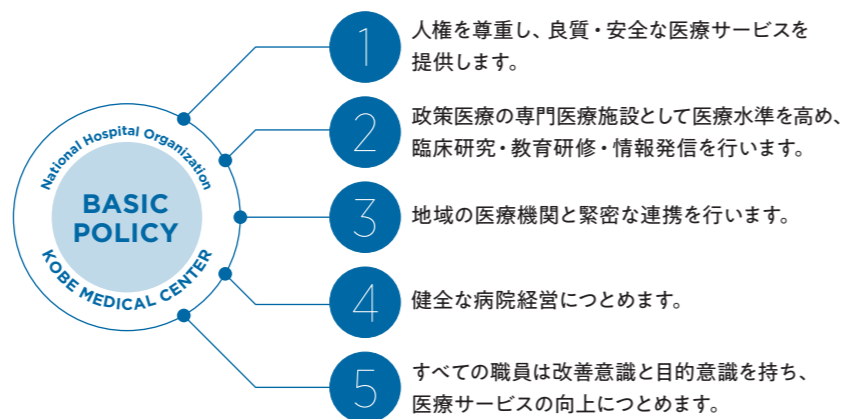 National Hospital Organization
BASIC
POLICY
KOBE MEDICAL CENTER
1
人権を尊重し、良質・安全な医療サービスを
提供します。
2
政策医療の専門医療施設として医療水準を高め、
臨床研究・教育研修・情報発信を行います。
3
地域の医療機関と緊密な連携を行います。
4
健全な病院経営につとめます。
5
すべての職員は改善意識と目的意識を持ち、
医療サービスの向上につとめます。